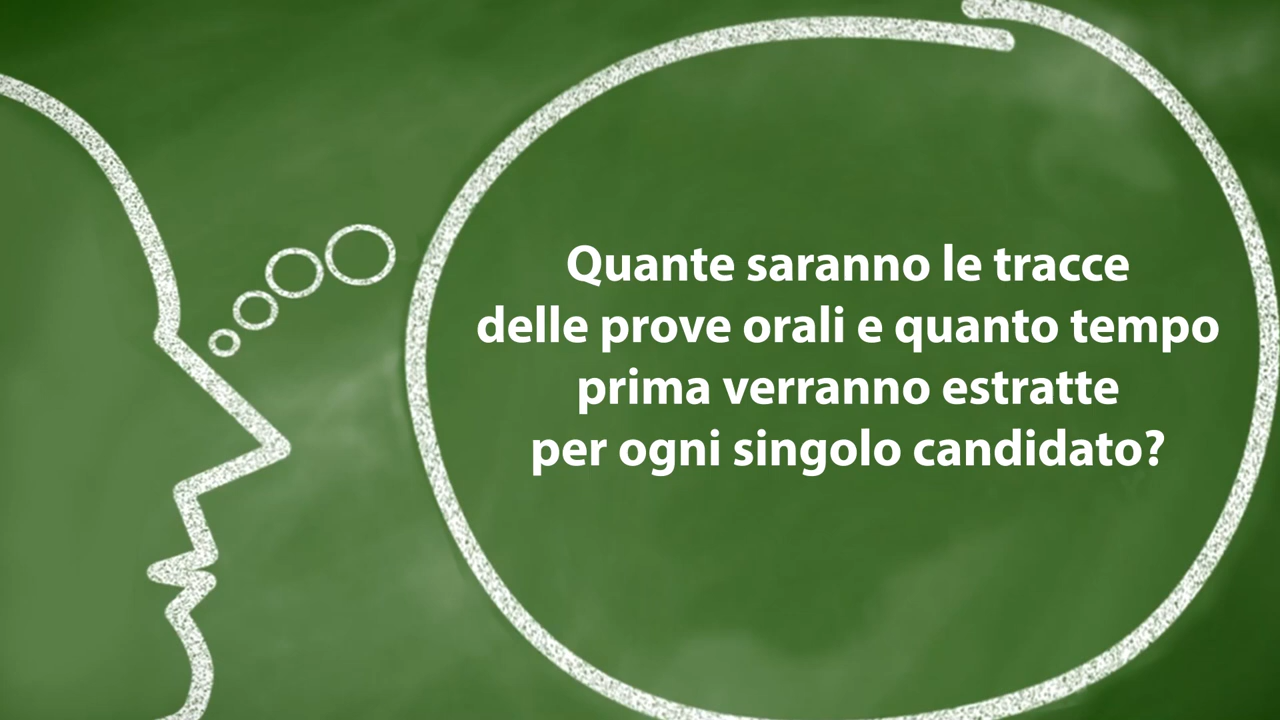 Quante saranno le tracce
delle prove orali e quanto tempo
prima verranno estratte
per ogni singolo candidato?